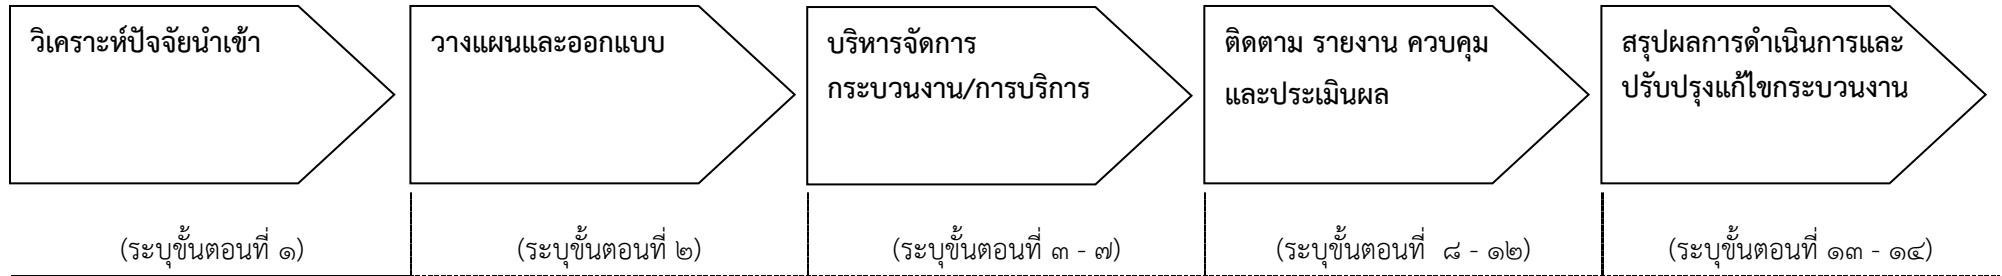 วิเคราะห์ปัจจัยนำเข้า
วางแผนและออกแบบ
บริหารจัดการ
กระบวนงาน/การบริการ
ติดตาม รายงาน ควบคุม
และประเมินผล
สรุปผลการดำเนินการและ
ปรับปรุงแก้ไขกระบวนงาน
(ระบุขั้นตอนที่ ๑)
(ระบุขั้นตอนที่ ๒)
(ระบุขั้นตอนที่ ๓ - ๗)
(ระบุขั้นตอนที่ ๘ - ๑๒)
(ระบุขั้นตอนที่ ๑๓ - ๑๔)